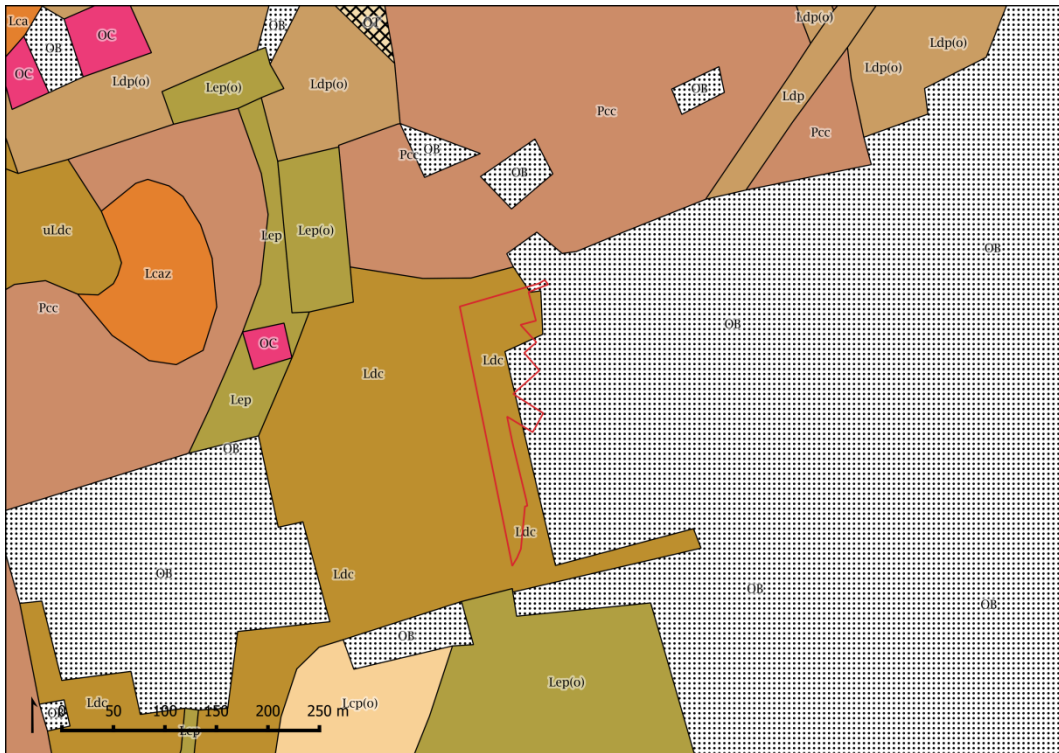 Lca
OC
OB
OC
Ldp(o)
Lep(o)
OB
Ldp(o)
Pcc
OB
Pcc
OB
OB
Ldp(o)
Ldp
Ldp(o)
Ldp(o)
Pcc
uLdc
Lcaz
Lep
Lep(o)
Pcc
OB
OB
OC
Ldc
Ldc
Lep
OB
Ldc
OB
Ldc
OB
OB
OB
Lep(o)
Lcp(o)
Ldc
OB
Lep
0 50 100 150 200 250 m